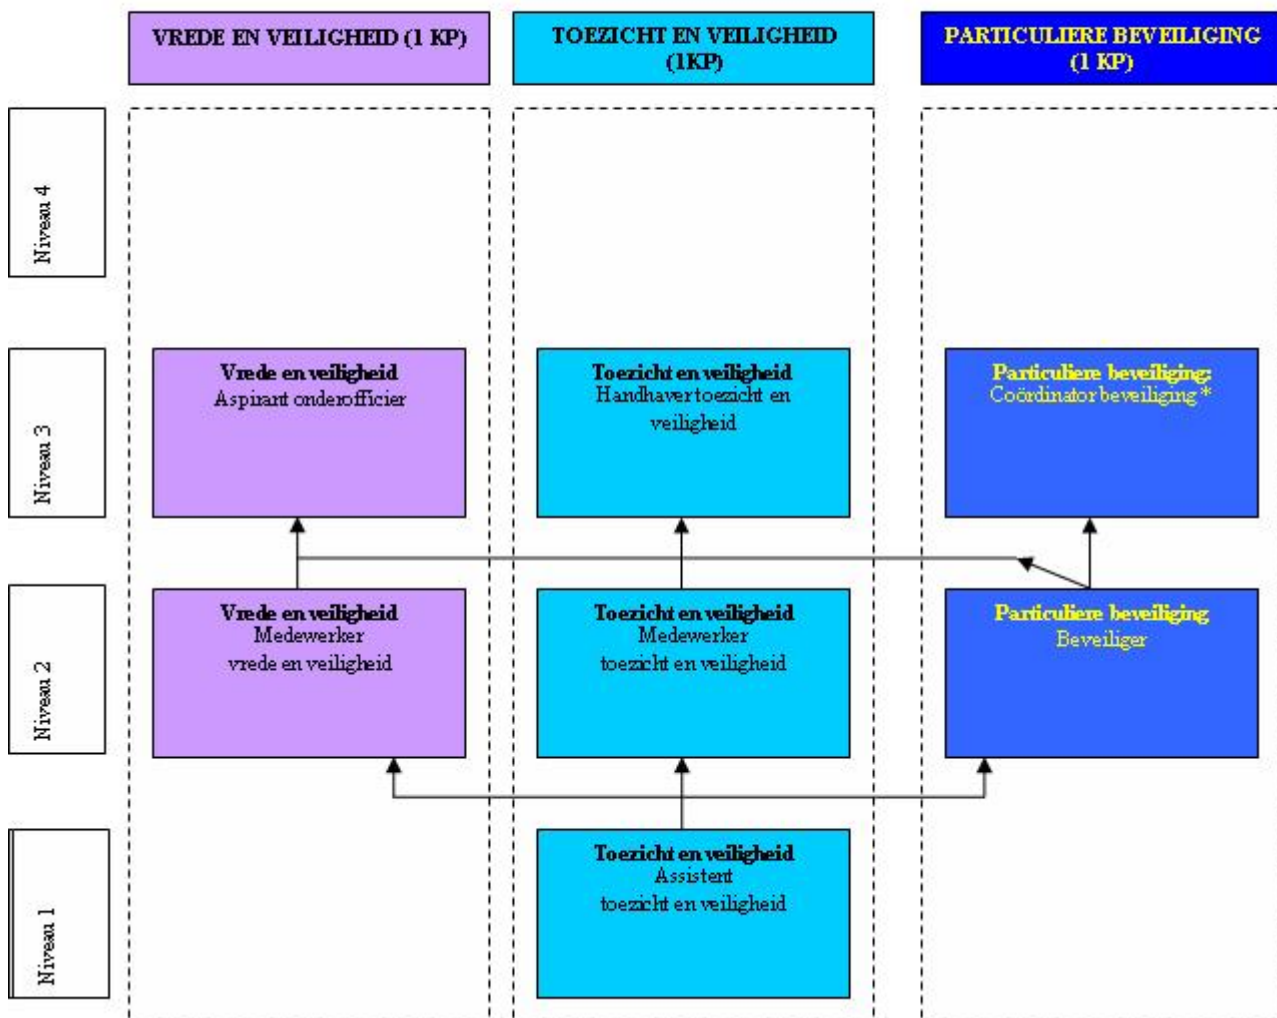 VREDE EN VEILIGHEID (1 KP)
TOEZICHT EN VEILIGHEID
(1KP)
PARTICULIERE BEVEILIGING
(1 KP)
Niveau 4
Niveau 3
Vrede en veiligheid
Aspirant onderofficier
Toezicht en veiligheid
Handhaver toezicht en
veiligheid
Particuliere beveiliging:
Coördinator beveiliging *
Niveau 2
Vrede en veiligheid
Medewerker
vrede en veiligheid
Toezicht en veiligheid
Medewerker
toezicht en veiligheid
Particuliere beveiliging
Beveiliger
Niveau 1
Toezicht en veiligheid
Assistent
toezicht en veiligheid